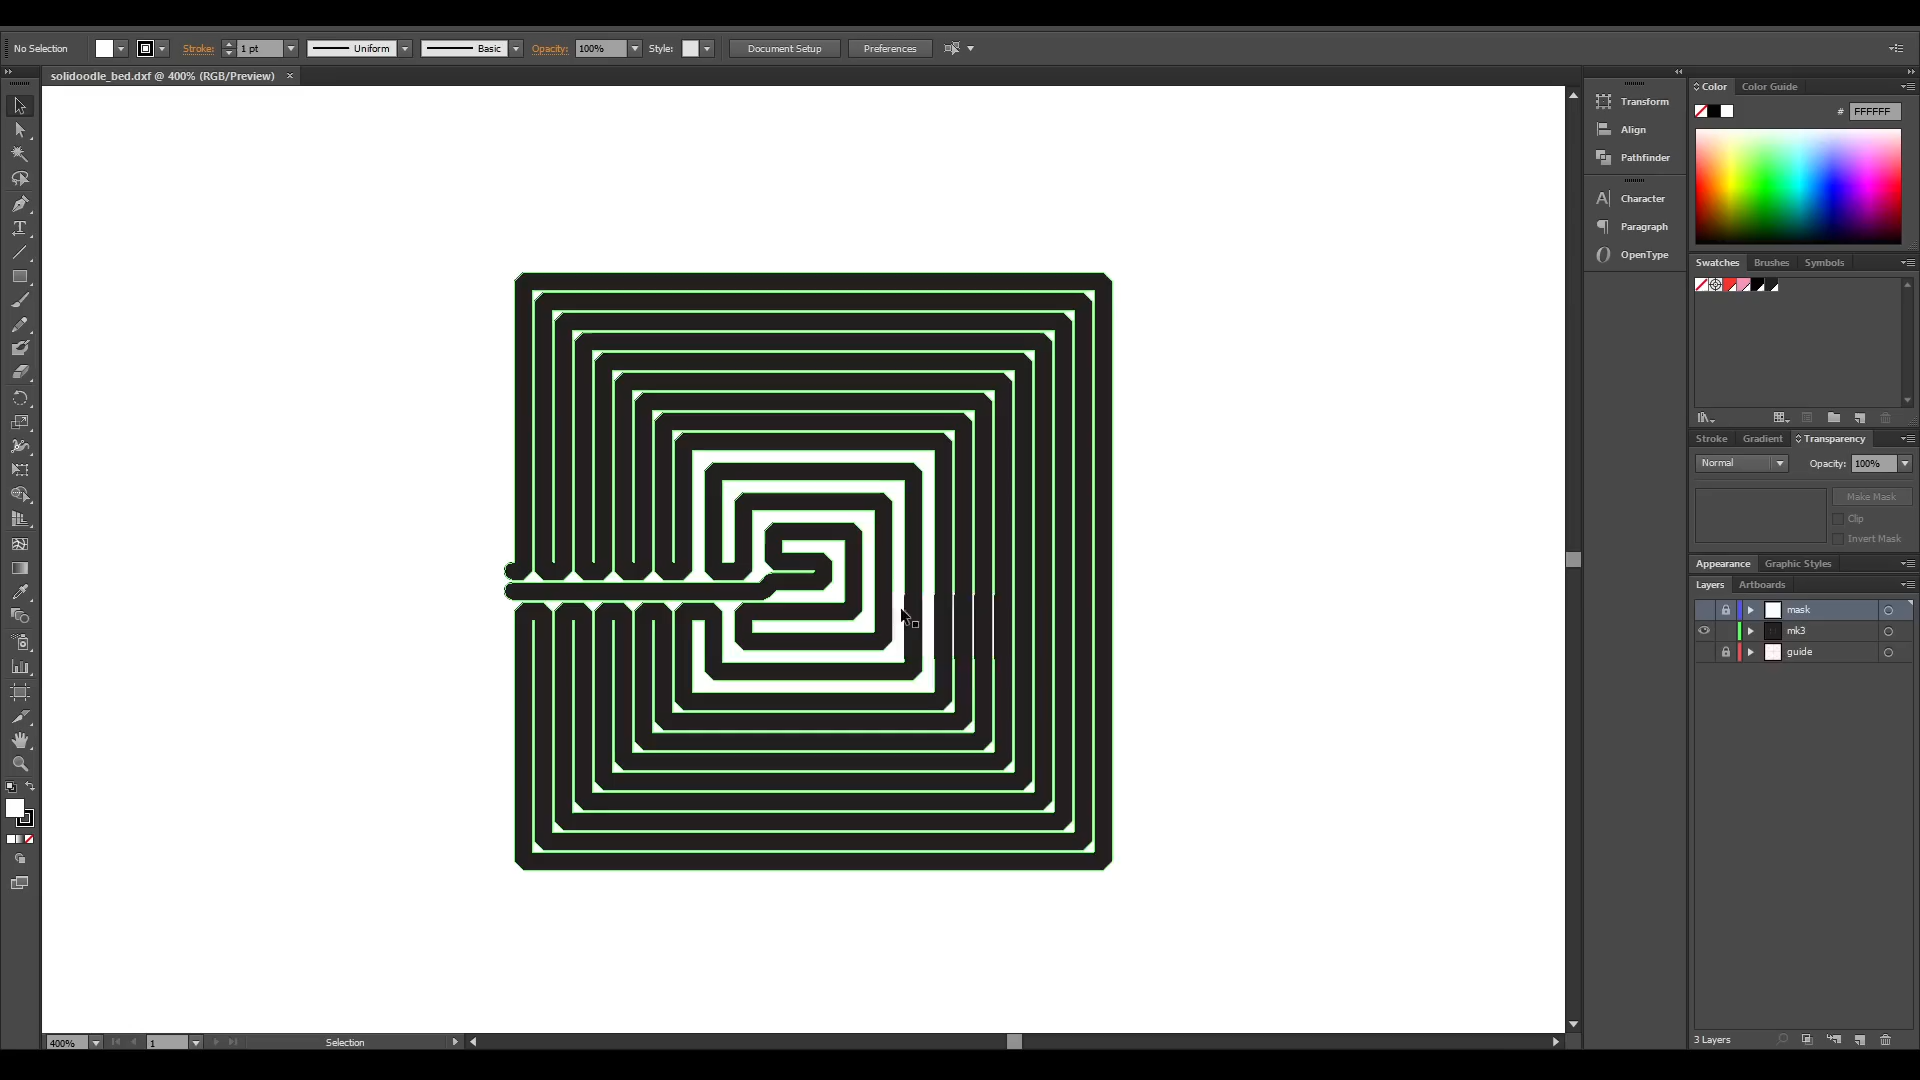 No Selection Stroke: 1 pt Uniform Basic Opacity: 100% Style: Document Setup Preferences
solidoodle_bed.dxf @ 400% (RGB/Preview)
Transform
Align
Pathfinder
Character
Paragraph
OpenType
Color Color Guide
# FFFFFF
Swatches Brushes Symbols
Stroke Gradient Transparency
Normal Opacity: 100%
Make Mask
Clip
Invert Mask
Appearance Graphic Styles
Layers Artboards
mask
mk3
guide
3 Layers
400% 1 Selection